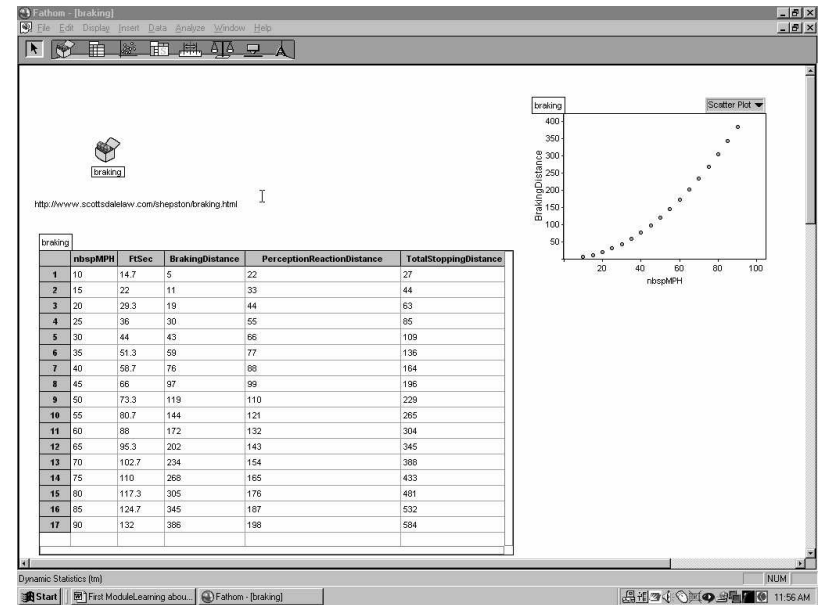 Fathom - [braking]
File Edit Display Insert Data Analyze Window Help
braking
http://www.scottsdalelaw.com/shepston/braking.html
braking
Scatter Plot
400
350
300
250
200
150
100
50
BrakingDistance
20 40 60 80 100
nbspMPH
braking
nbspMPH FtSec BrakingDistance PerceptionReactionDistance TotalStoppingDistance
1 10 14.7 5 22 27
2 15 22 11 33 44
3 20 29.3 19 44 63
4 25 36 30 55 85
5 30 44 43 66 109
6 35 51.3 59 77 136
7 40 58.7 76 88 164
8 45 66 97 99 196
9 50 73.3 119 110 229
10 55 80.7 144 121 265
11 60 88 172 132 304
12 65 95.3 202 143 345
13 70 102.7 234 154 388
14 75 110 268 165 433
15 80 117.3 305 176 481
16 85 124.7 345 187 532
17 90 132 386 198 584
Dynamic Statistics (tm) NUM
Start First ModuleLearning abou... Fathom - [braking] 11:56 AM